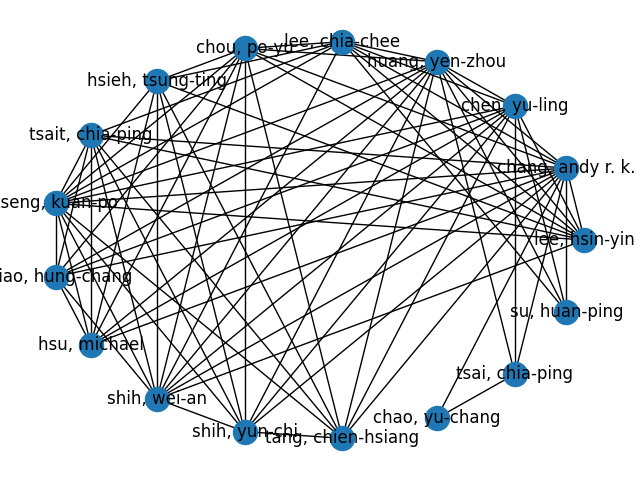 lee, chia-chee
chou, po-yu
huang, yen-zhou
hsieh, tsung-ting
chen, yu-ling
tsait, chia-ping
chang, andy r. k.
seng, kuan-po
lee, hsin-yin
iao, hung-chang
su, huan-ping
hsu, michael
tsai, chia-ping
shih, wei-an
chao, yu-chang
shih, yun-chi
tang, chien-hsiang